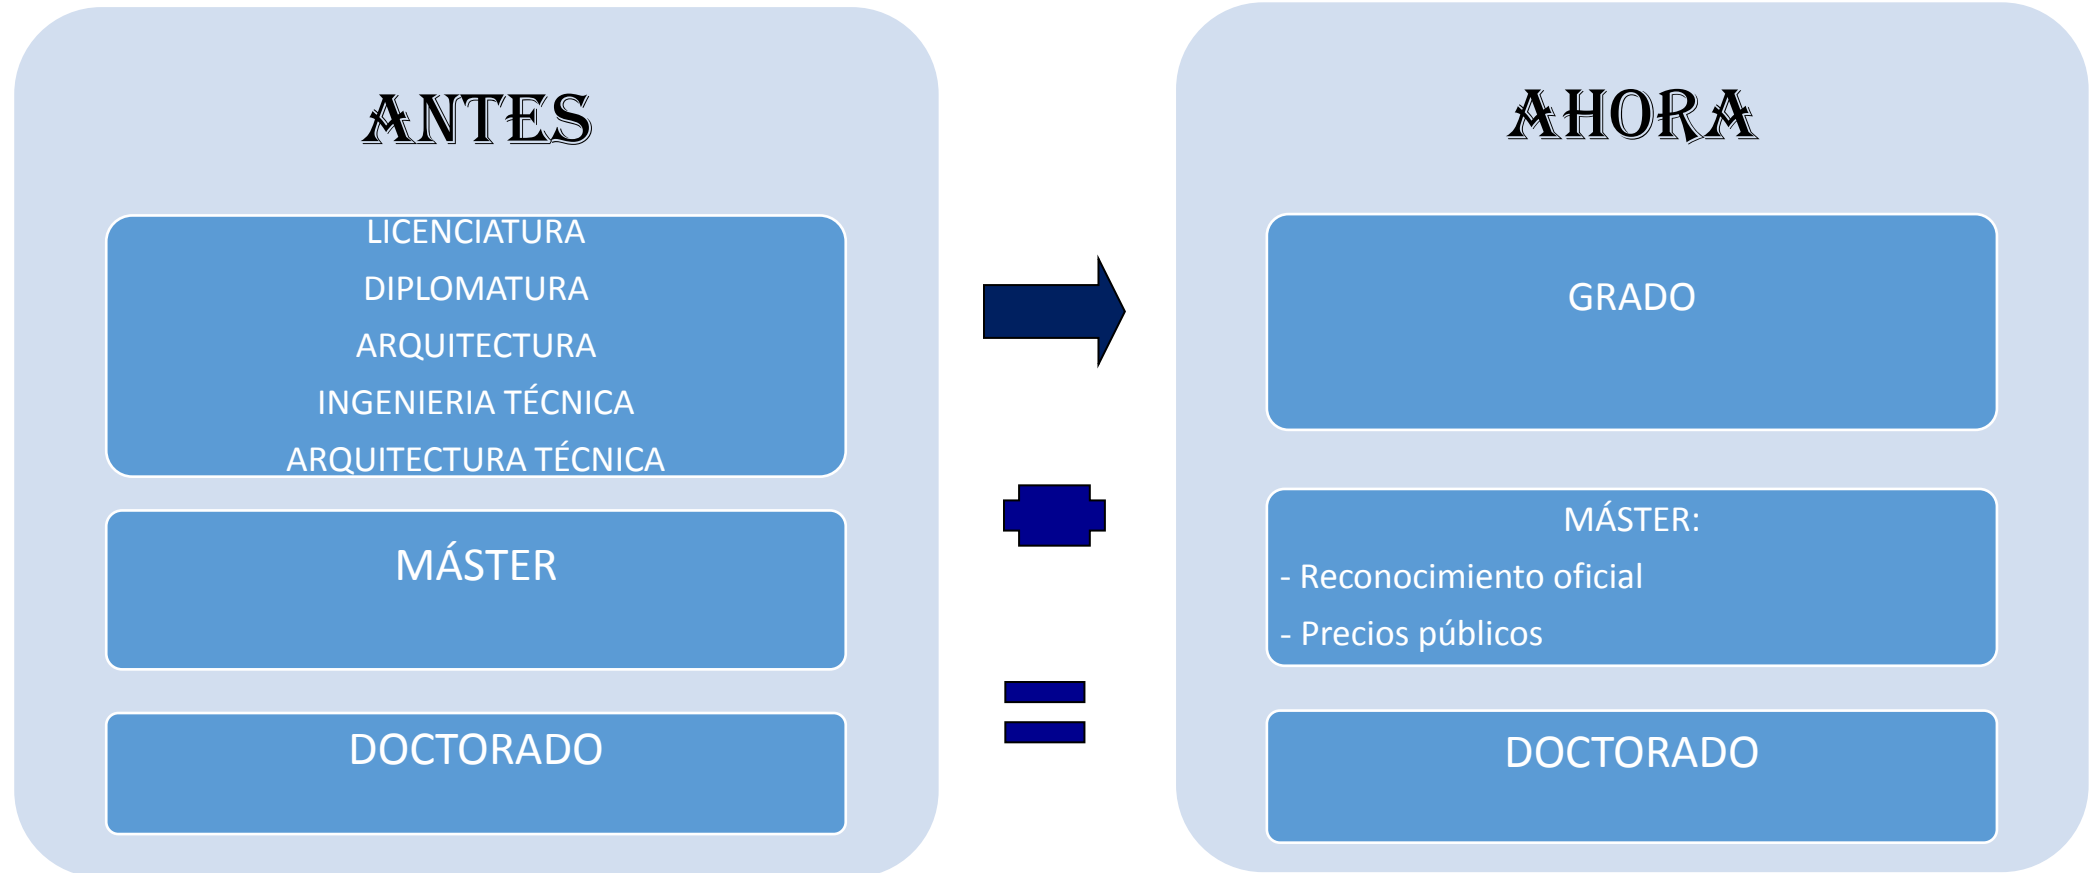 ANTES
LICENCIATURA
DIPLOMATURA
ARQUITECTURA
INGENIERIA TÉCNICA
ARQUITECTURA TÉCNICA
MÁSTER
DOCTORADO
AHORA
GRADO
MÁSTER:
- Reconocimiento oficial
- Precios públicos
DOCTORADO